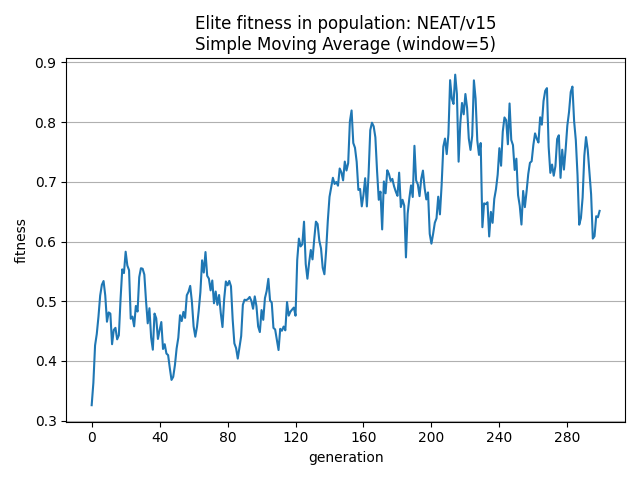 Elite fitness in population: NEAT/v15
Simple Moving Average (window=5)
0.9
0.8
0.7
0.6
0.5
0.4
0.3
fitness
0 40 80 120 160 200 240 280
generation